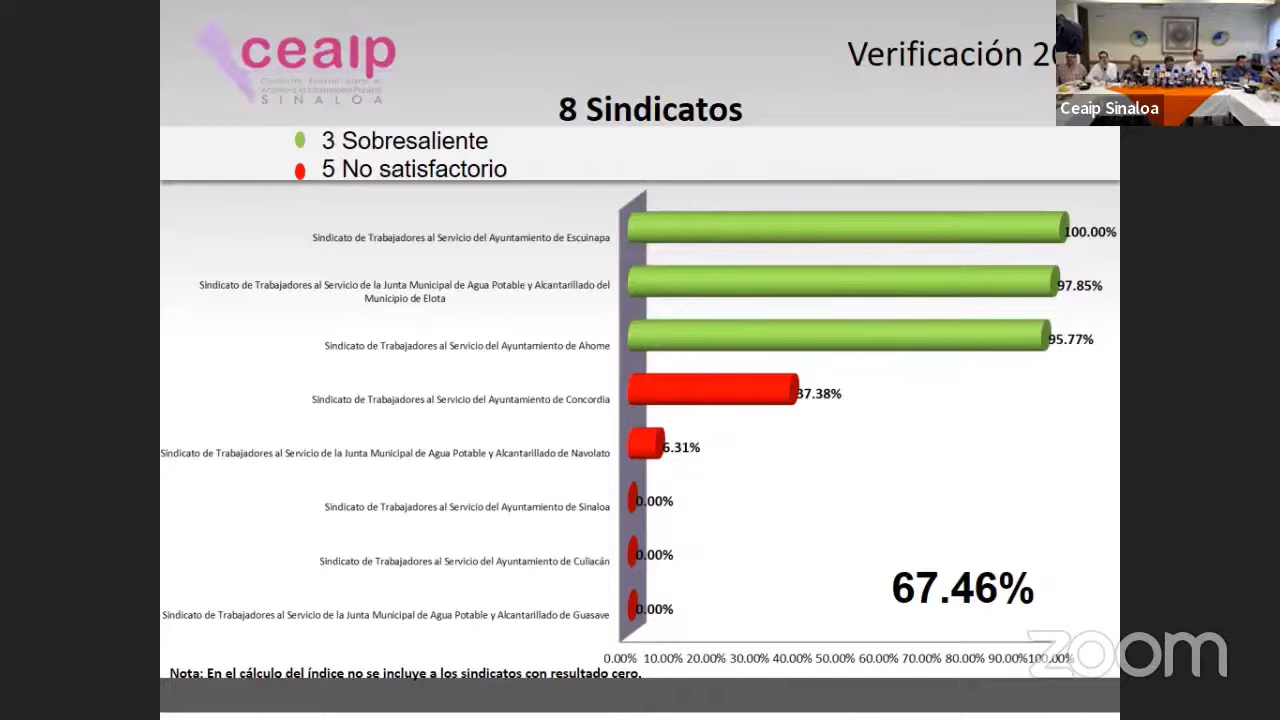 ceaip
Comisión Estatal para el
Acceso a la Información Pública
SINALOA
Verificación 20
Ceaip Sinaloa
8 Sindicatos
3 Sobresaliente
5 No satisfactorio
Sindicato de Trabajadores al Servicio del Ayuntamiento de Escuinapa
100.00%
Sindicato de Trabajadores al Servicio de la Junta Municipal de Agua Potable y Alcantarillado del
Municipio de Elota
97.85%
Sindicato de Trabajadores al Servicio del Ayuntamiento de Ahome
95.77%
Sindicato de Trabajadores al Servicio del Ayuntamiento de Concordia
37.38%
Sindicato de Trabajadores al Servicio de la Junta Municipal de Agua Potable y Alcantarillado de Navolato
6.31%
Sindicato de Trabajadores al Servicio del Ayuntamiento de Sinaloa
0.00%
Sindicato de Trabajadores al Servicio del Ayuntamiento de Culiacán
0.00%
Sindicato de Trabajadores al Servicio de la Junta Municipal de Agua Potable y Alcantarillado de Guasave
0.00%
67.46%
0.00% 10.00% 20.00% 30.00% 40.00% 50.00% 60.00% 70.00% 80.00% 90.00% 100.00%
Nota: En el cálculo del índice no se incluye a los sindicatos con resultado cero.
zoom